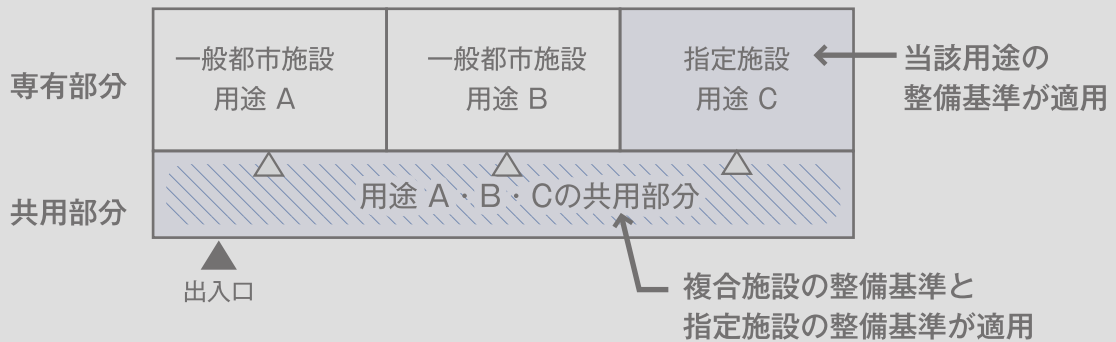 専有部分
一般都市施設
用途 A
一般都市施設
用途 B
指定施設
用途 C
当該用途の
整備基準が適用
共用部分
用途 A・B・Cの共用部分
出入口
複合施設の整備基準と
指定施設の整備基準が適用